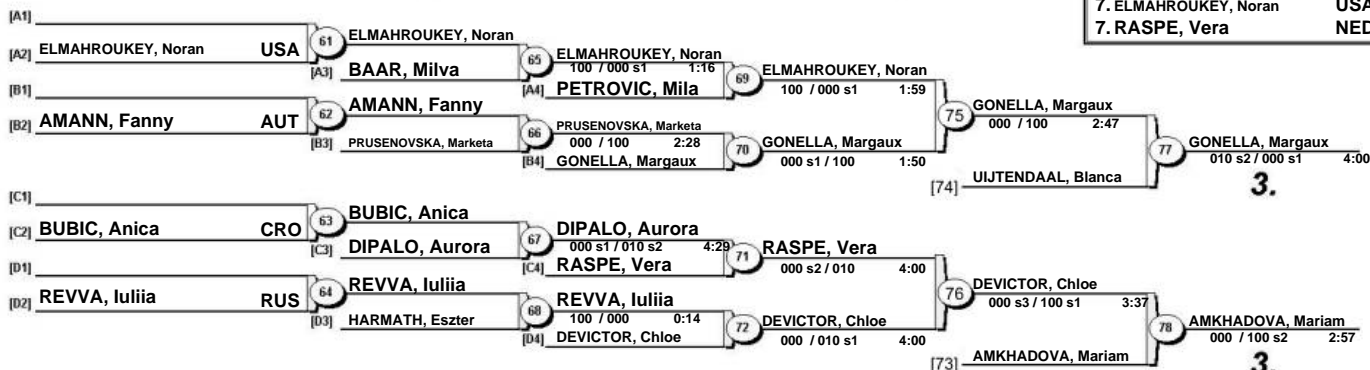 7. ELMAHROUKEY, Noran USA
7. RASPE, Vera NED
[A1]
[A2] ELMAHROUKEY, Noran USA 61 ELMAHROUKEY, Noran
[A3] BAAR, Milva 65 ELMAHROUKEY, Noran
100 / 000 s1 1:16
[A4] PETROVIC, Mila 69 ELMAHROUKEY, Noran
100 / 000 s1 1:59
[B1]
[B2] AMANN, Fanny AUT 62 AMANN, Fanny
[B3] PRUSENOVSKA, Marketa 66 PRUSENOVSKA, Marketa
000 / 100 2:28
[B4] GONELLA, Margaux 70 GONELLA, Margaux
000 s1 / 100 1:50
75 GONELLA, Margaux
000 / 100 2:47
[74] UIJTENDAAL, Blanca 77 GONELLA, Margaux
010 s2 / 000 s1 4:00
3.
[C1]
[C2] BUBIC, Anica CRO 63 BUBIC, Anica
[C3] DIPALO, Aurora 67 DIPALO, Aurora
000 s1 / 010 s2 4:29
[C4] RASPE, Vera 71 RASPE, Vera
000 s2 / 010 4:00
[D1]
[D2] REVVA, Iuliia RUS 64 REVVA, Iuliia
[D3] HARMATH, Eszter 68 REVVA, Iuliia
100 / 000 0:14
[D4] DEVICTOR, Chloe 72 DEVICTOR, Chloe
000 / 010 s1 4:00
76 DEVICTOR, Chloe
000 s3 / 100 s1 3:37
[73] AMKHADOVA, Mariam 78 AMKHADOVA, Mariam
000 / 100 s2 2:57
3.